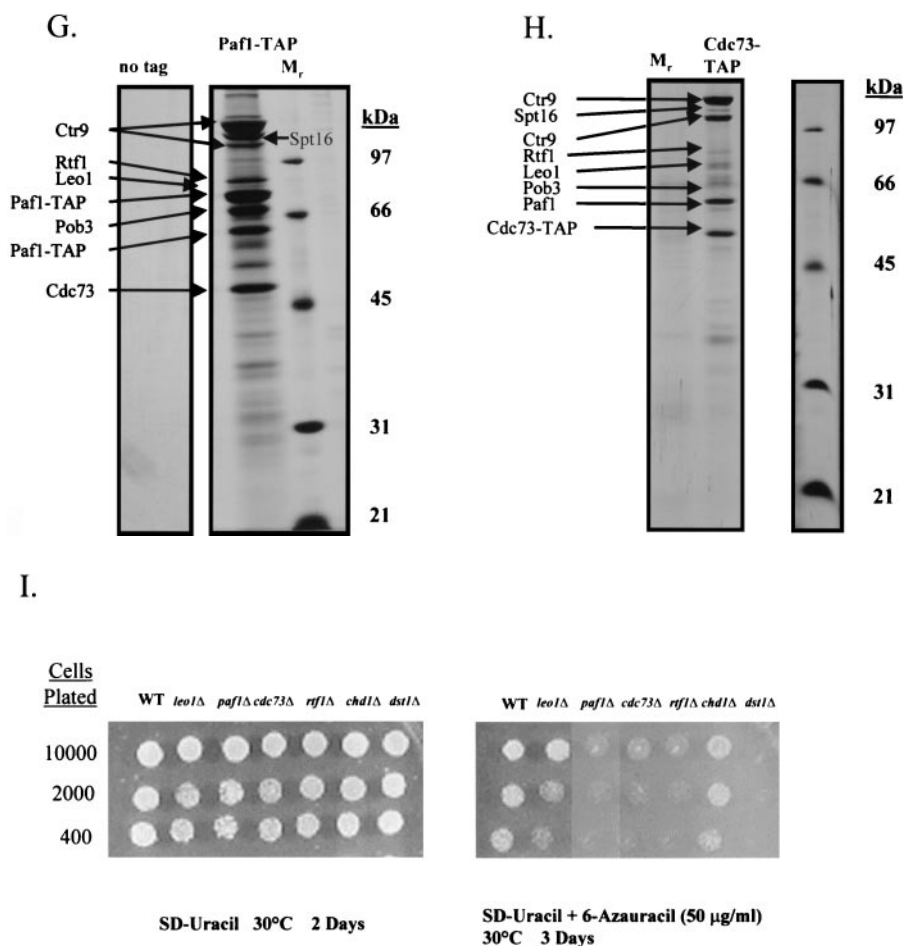 G.
Paf1-TAP
no tag
Mr
kDa
Ctr9
Spt16
97
Rtf1
Leo1
Paf1-TAP
66
Pob3
Paf1-TAP
Cdc73
45
31
21
H.
Mr
Cdc73-
TAP
kDa
Ctr9
Spt16
97
Ctr9
Rtf1
Leo1
66
Pob3
Paf1
Cdc73-TAP
45
31
21
I.
Cells
Plated
WT leo1Δ paf1Δ cdc73Δ rtf1Δ chd1Δ dst1Δ
WT leo1Δ paf1Δ cdc73Δ rtf1Δ chd1Δ dst1Δ
10000
2000
400
SD-Uracil 30°C 2 Days
SD-Uracil + 6-Azauracil (50 µg/ml)
30°C 3 Days